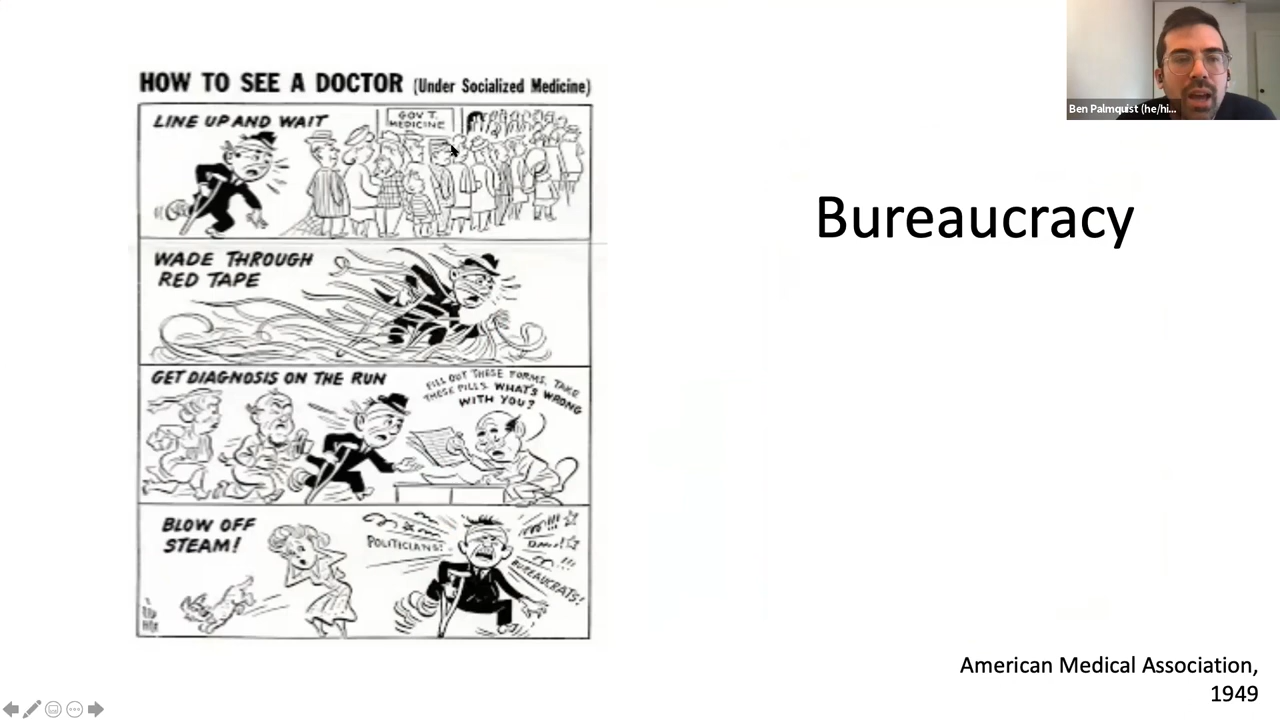 HOW TO SEE A DOCTOR (Under Socialized Medicine)
LINE UP AND WAIT
GOV'T.
MEDICINE
WADE THROUGH
RED TAPE
GET DIAGNOSIS ON THE RUN
FILL OUT THESE FORMS. TAKE
THESE PILLS. WHAT'S WRONG
WITH YOU?
BLOW OFF
STEAM!
POLITICIANS!
BUREAUCRATS!
Bureaucracy
American Medical Association,
1949
Ben Palmquist (he/hi...